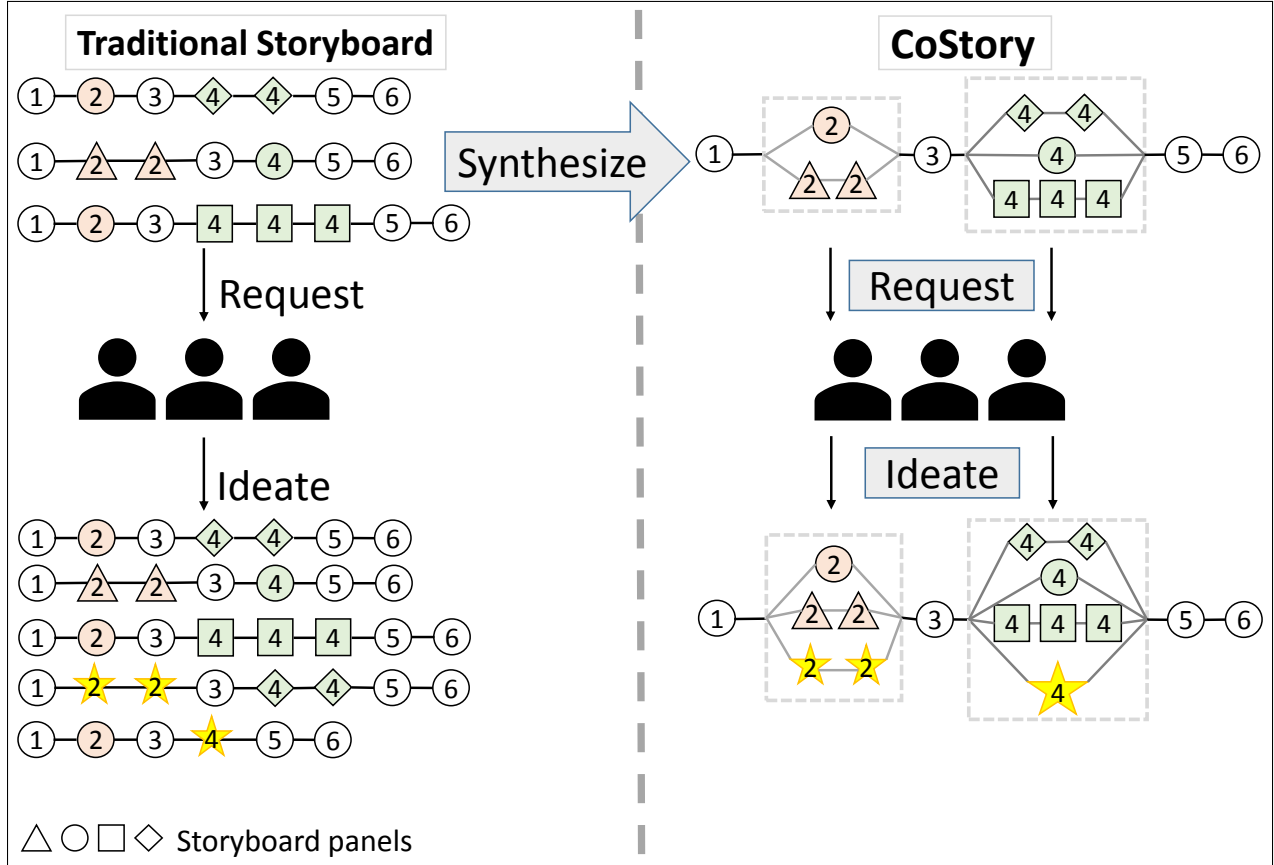 Traditional Storyboard
1 2 3 4 4 5 6
1 2 2 3 4 5 6
1 2 3 4 4 4 5 6
Request
Ideate
1 2 3 4 4 5 6
1 2 2 3 4 5 6
1 2 3 4 4 4 5 6
1 2 2 3 4 4 5 6
1 2 3 4 5 6
Storyboard panels
Synthesize
CoStory
4 4
2
1 3 4 5 6
2 2
4 4 4
Request
Ideate
4 4
2
4
1 2 2 3 4 4 4 5 6
2 2
4